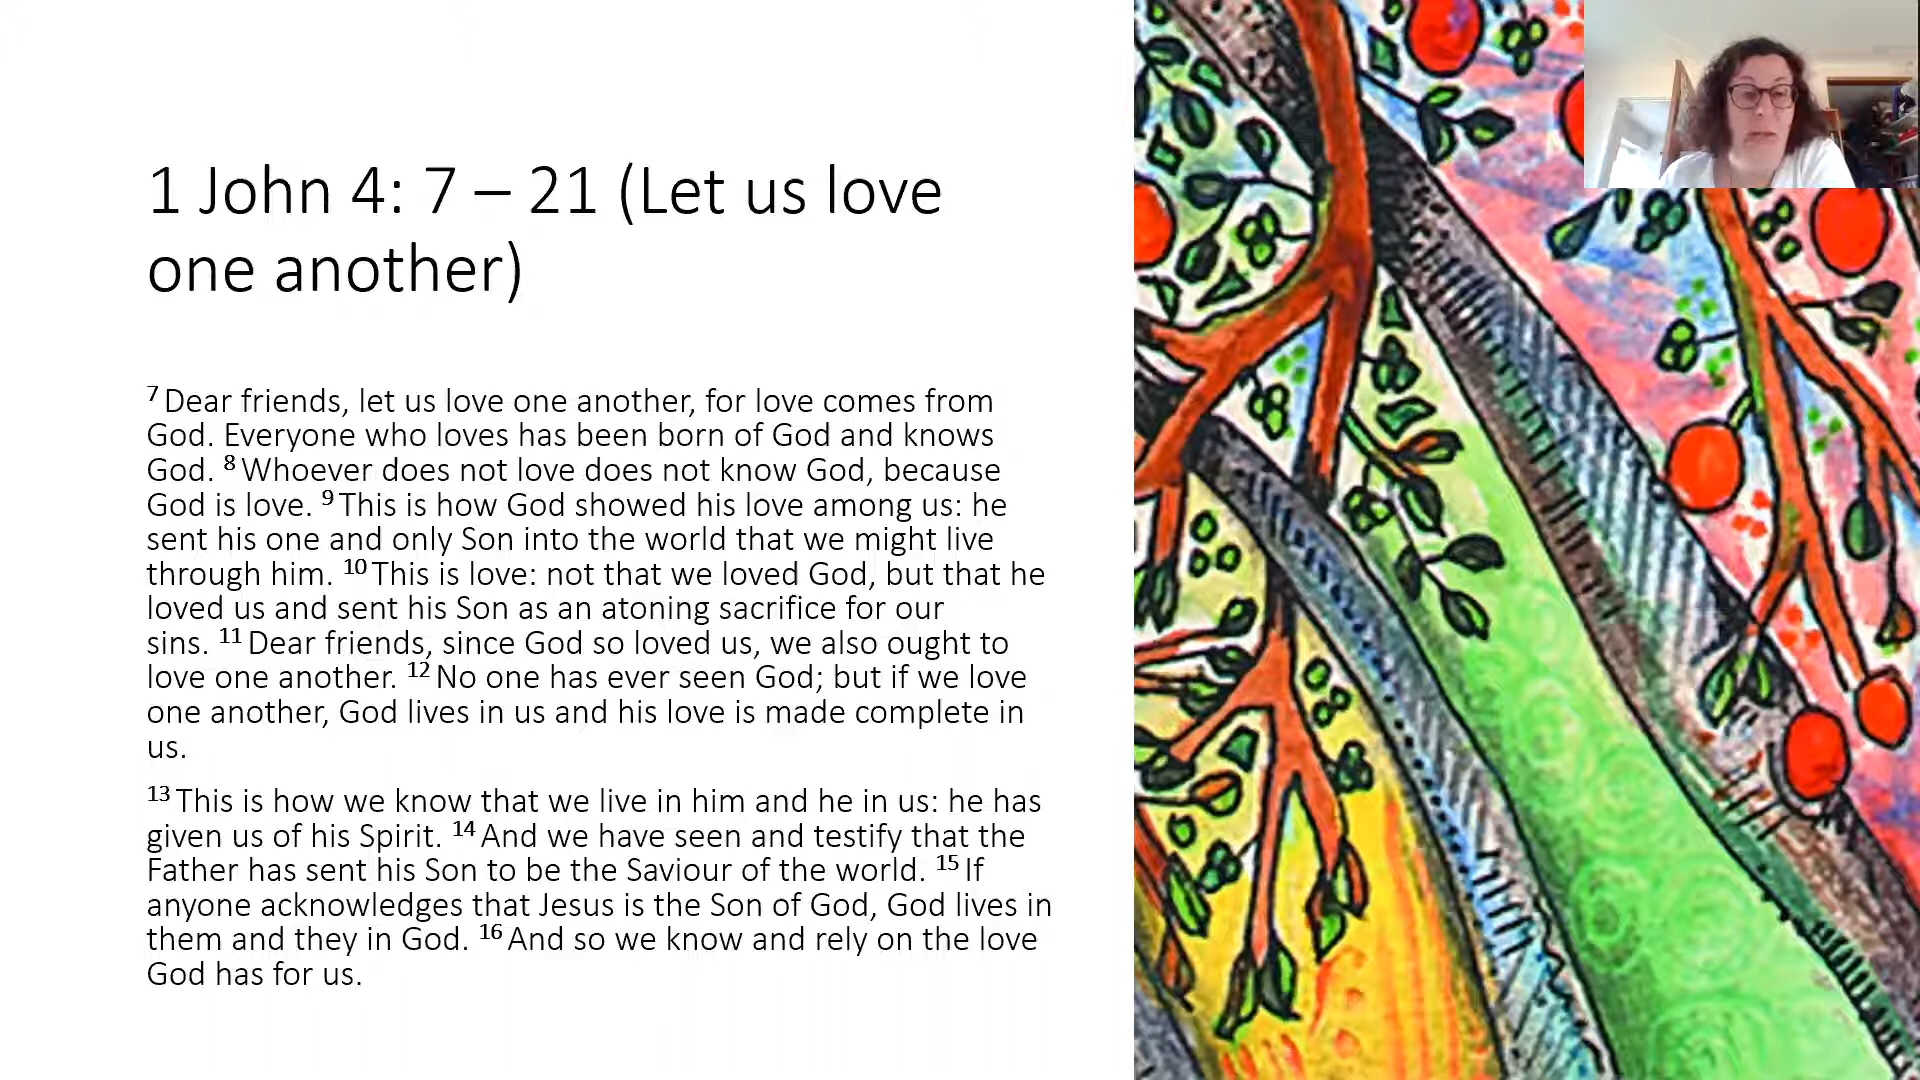 1 John 4: 7 – 21 (Let us love
one another)
⁷ Dear friends, let us love one another, for love comes from
God. Everyone who loves has been born of God and knows
God. ⁸ Whoever does not love does not know God, because
God is love. ⁹ This is how God showed his love among us: he
sent his one and only Son into the world that we might live
through him. ¹⁰ This is love: not that we loved God, but that he
loved us and sent his Son as an atoning sacrifice for our
sins. ¹¹ Dear friends, since God so loved us, we also ought to
love one another. ¹² No one has ever seen God; but if we love
one another, God lives in us and his love is made complete in
us.
¹³ This is how we know that we live in him and he in us: he has
given us of his Spirit. ¹⁴ And we have seen and testify that the
Father has sent his Son to be the Saviour of the world. ¹⁵ If
anyone acknowledges that Jesus is the Son of God, God lives in
them and they in God. ¹⁶ And so we know and rely on the love
God has for us.